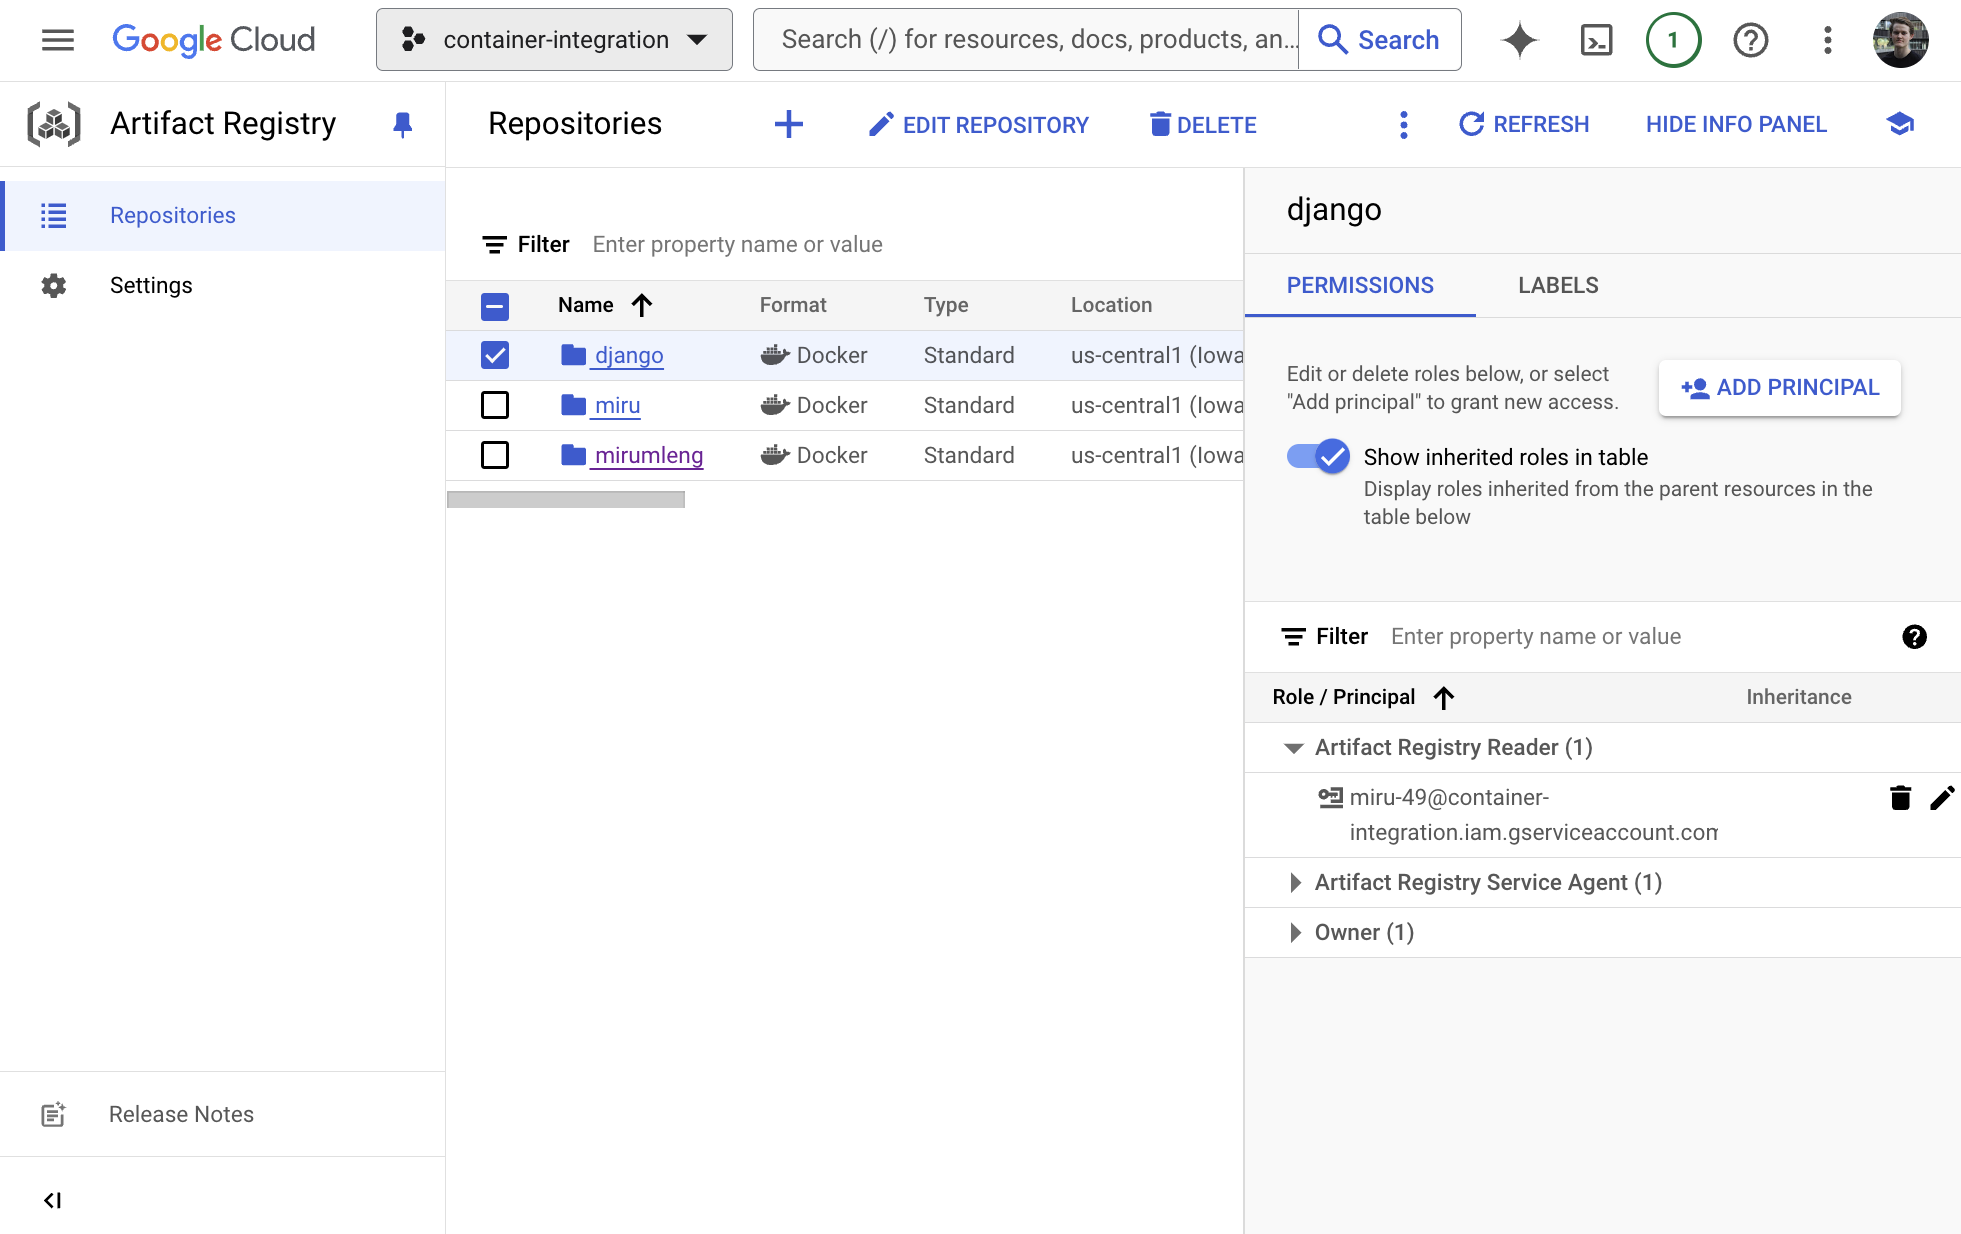 Google Cloud
container-integration
Search (/) for resources, docs, products, an...
Search
1
Artifact Registry
Repositories
EDIT REPOSITORY
DELETE
REFRESH
HIDE INFO PANEL
Repositories
Settings
Release Notes
Filter Enter property name or value
Name Format Type Location
django Docker Standard us-central1 (Iowa
miru Docker Standard us-central1 (Iowa
mirumleng Docker Standard us-central1 (Iowa
django
PERMISSIONS LABELS
Edit or delete roles below, or select
"Add principal" to grant new access.
ADD PRINCIPAL
Show inherited roles in table
Display roles inherited from the parent resources in the
table below
Filter Enter property name or value
Role / Principal Inheritance
Artifact Registry Reader (1)
miru-49@container-
integration.iam.gserviceaccount.com
Artifact Registry Service Agent (1)
Owner (1)